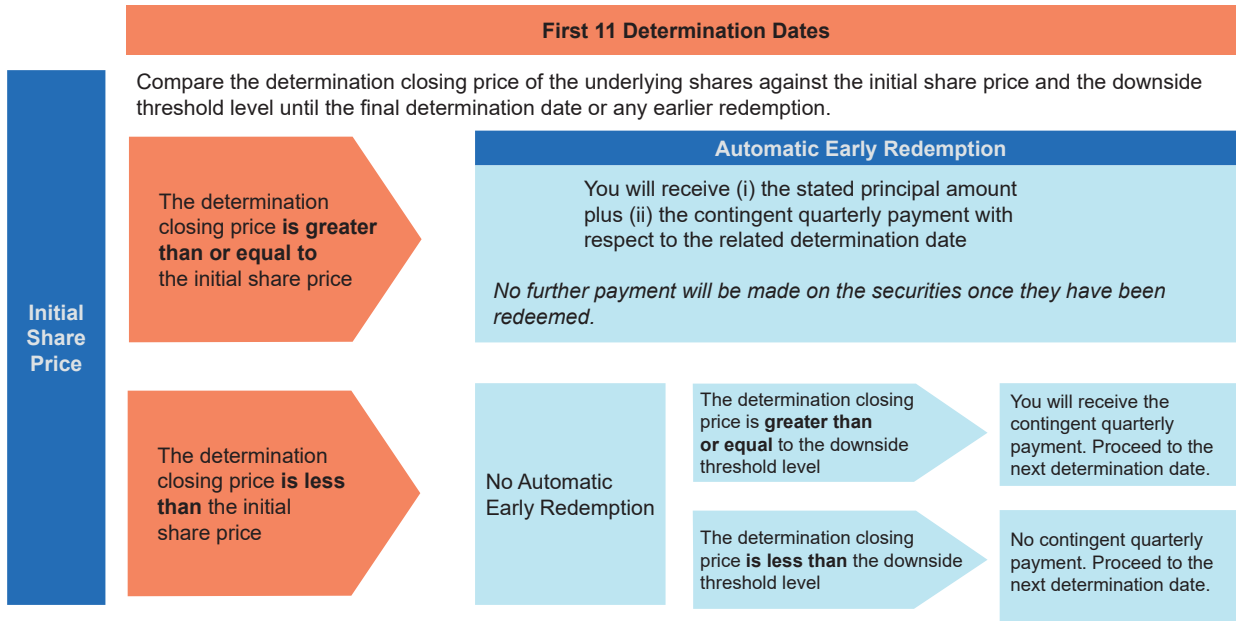 First 11 Determination Dates
Compare the determination closing price of the underlying shares against the initial share price and the downside
threshold level until the final determination date or any earlier redemption.
Initial
Share
Price
The determination
closing price is greater
than or equal to
the initial share price
Automatic Early Redemption
You will receive (i) the stated principal amount
plus (ii) the contingent quarterly payment with
respect to the related determination date
No further payment will be made on the securities once they have been
redeemed.
The determination
closing price is less
than the initial
share price
No Automatic
Early Redemption
The determination closing
price is greater than
or equal to the downside
threshold level
You will receive the
contingent quarterly
payment. Proceed to the
next determination date.
The determination closing
price is less than the downside
threshold level
No contingent quarterly
payment. Proceed to the
next determination date.